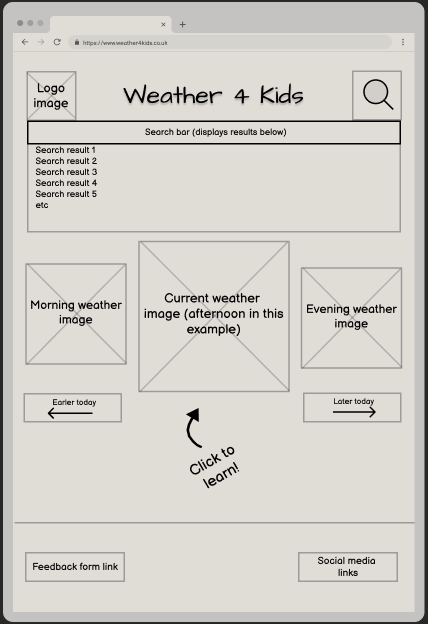 https://www.weather4kids.co.uk
Logo
image
Weather 4 Kids
Search bar (displays results below)
Search result 1
Search result 2
Search result 3
Search result 4
Search result 5
etc
Morning weather
image
Current weather
image (afternoon in this
example)
Evening weather
image
Earler today
Later today
Click to
learn!
Feedback form link
Social media
links